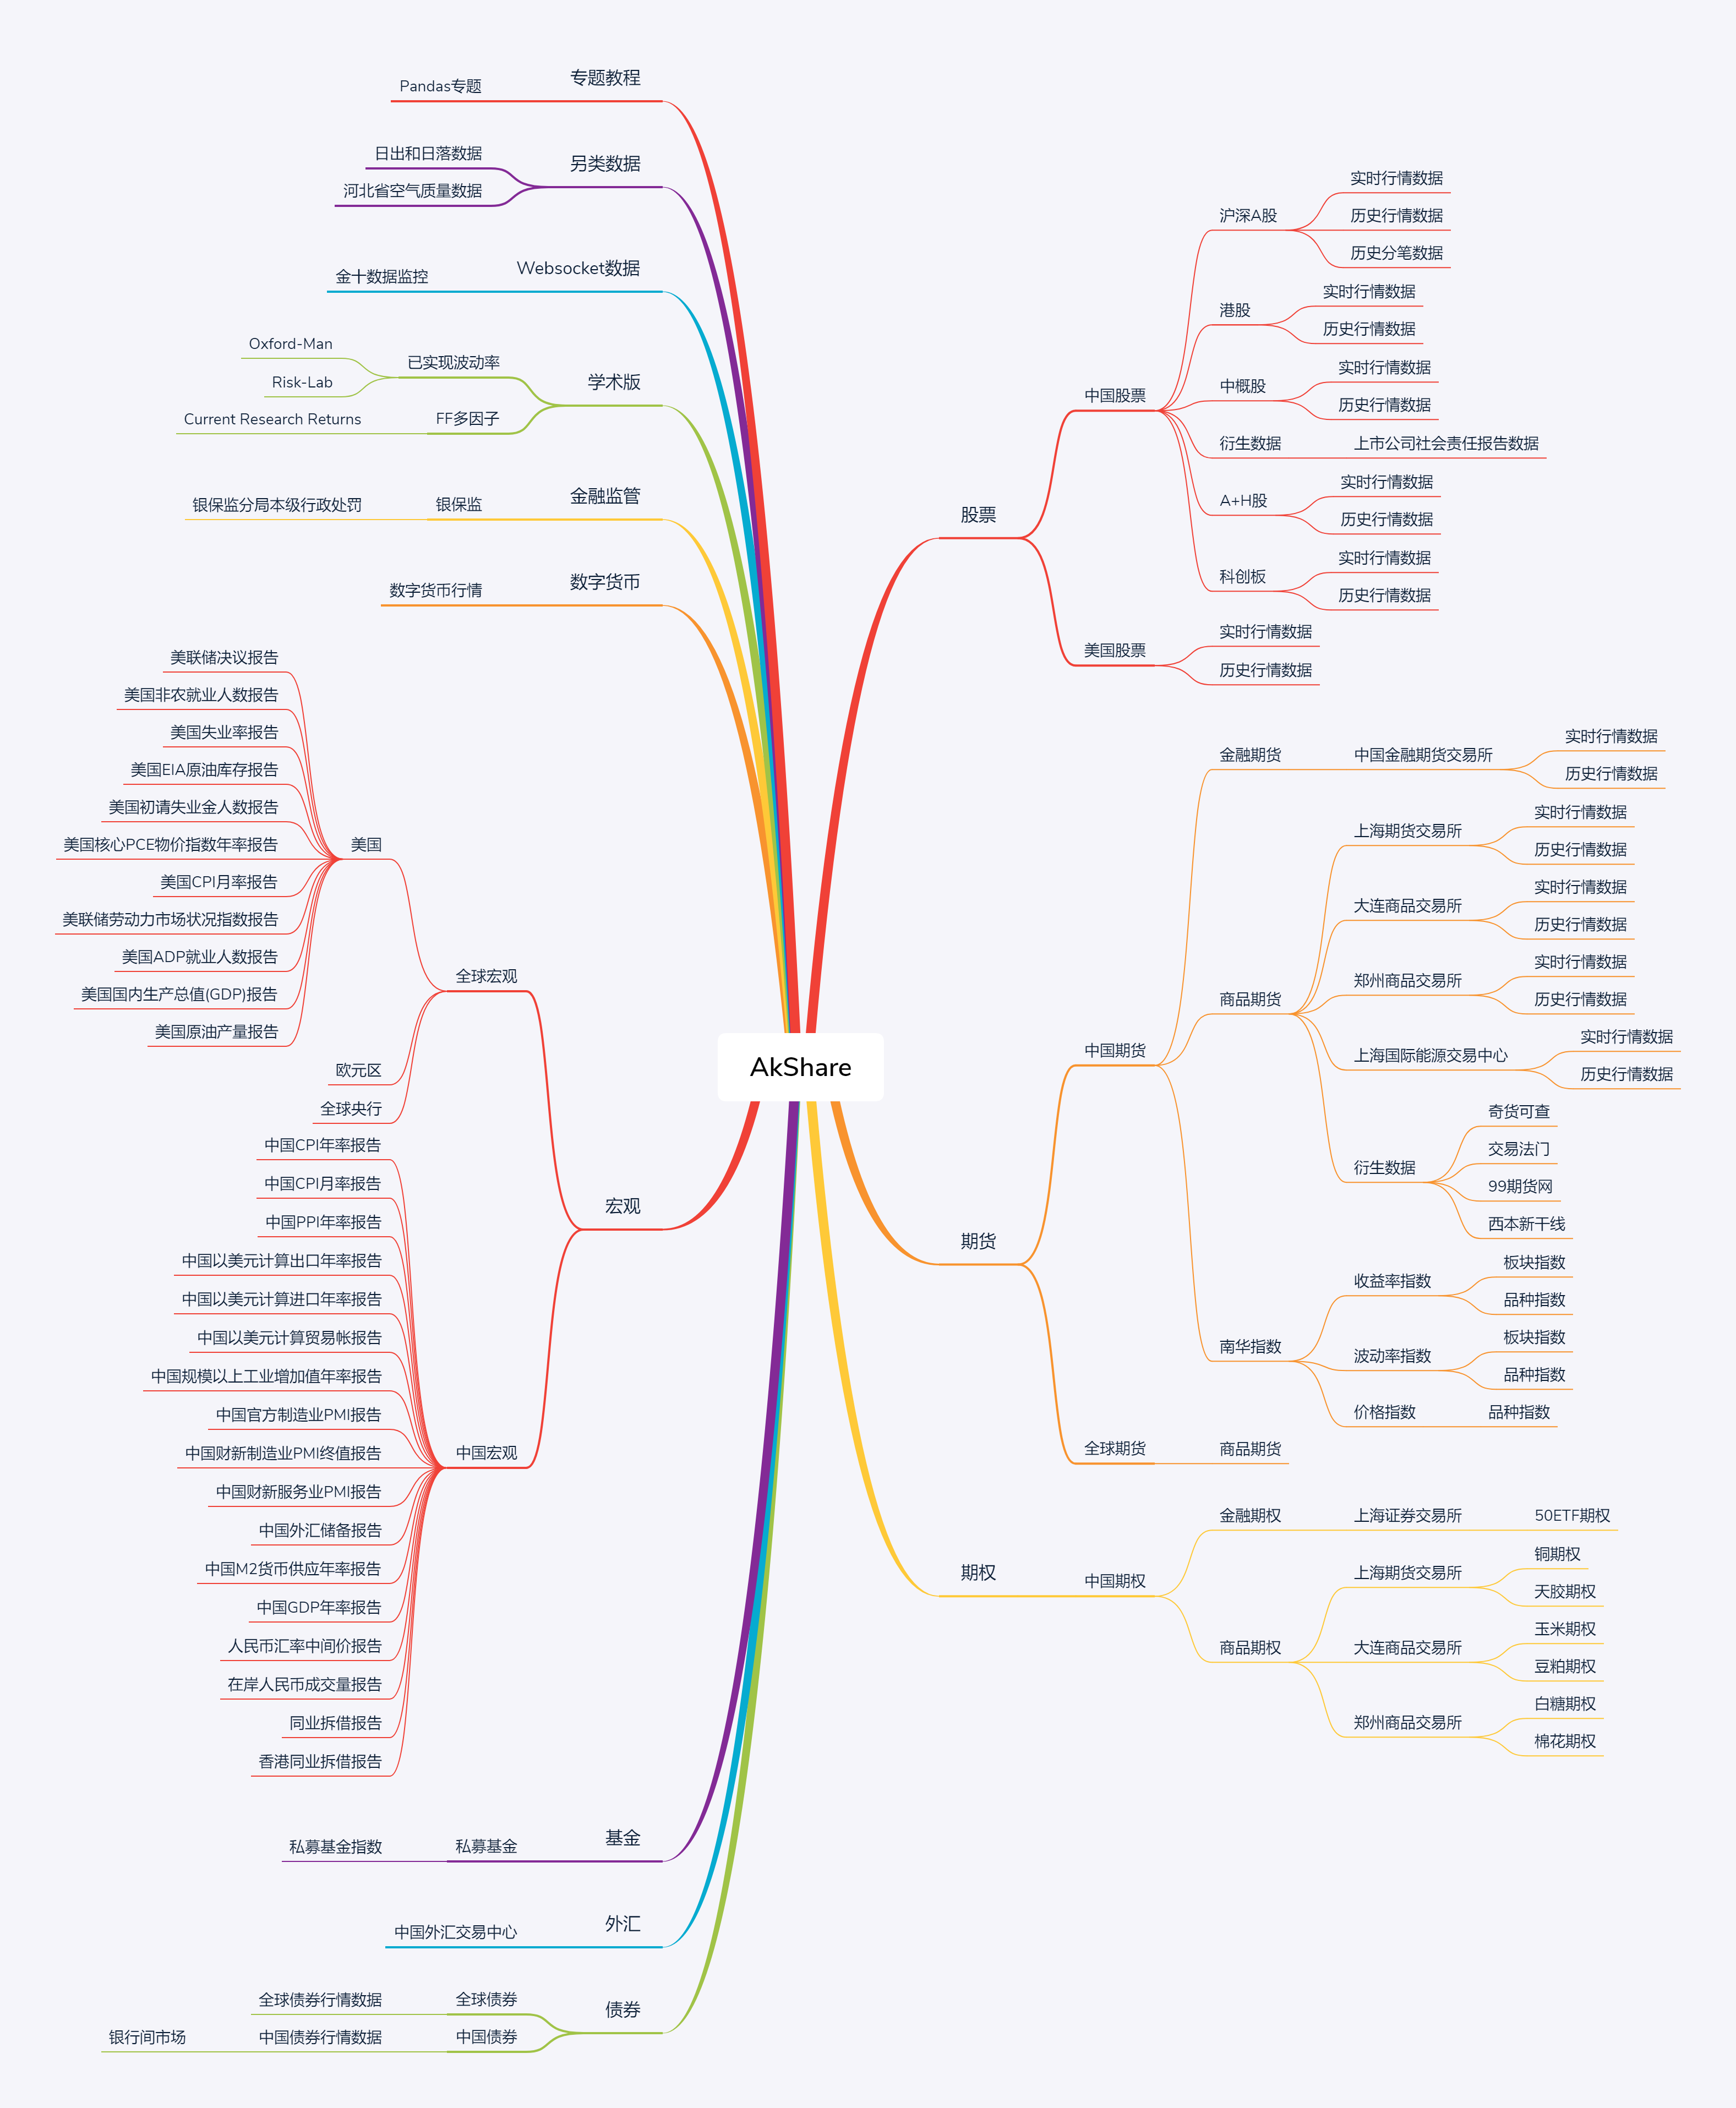 AkShare
股票
中国股票
沪深A股
实时行情数据
历史行情数据
历史分笔数据
港股
实时行情数据
历史行情数据
中概股
实时行情数据
历史行情数据
衍生数据
上市公司社会责任报告数据
A+H股
实时行情数据
历史行情数据
科创板
实时行情数据
历史行情数据
美国股票
实时行情数据
历史行情数据
期货
中国期货
金融期货
中国金融期货交易所
实时行情数据
历史行情数据
商品期货
上海期货交易所
实时行情数据
历史行情数据
大连商品交易所
实时行情数据
历史行情数据
郑州商品交易所
实时行情数据
历史行情数据
上海国际能源交易中心
实时行情数据
历史行情数据
衍生数据
奇货可查
交易法门
99期货网
西本新干线
南华指数
收益率指数
板块指数
品种指数
波动率指数
板块指数
品种指数
价格指数
品种指数
全球期货
商品期货
期权
中国期权
金融期权
上海证券交易所
50ETF期权
商品期权
上海期货交易所
铜期权
天胶期权
大连商品交易所
玉米期权
豆粕期权
郑州商品交易所
白糖期权
棉花期权
专题教程
Pandas专题
另类数据
日出和日落数据
河北省空气质量数据
Websocket数据
金十数据监控
学术版
已实现波动率
Oxford-Man
Risk-Lab
FF多因子
Current Research Returns
金融监管
银保监
银保监分局本级行政处罚
数字货币
数字货币行情
宏观
全球宏观
美国
美联储决议报告
美国非农就业人数报告
美国失业率报告
美国EIA原油库存报告
美国初请失业金人数报告
美国核心PCE物价指数年率报告
美国CPI月率报告
美联储劳动力市场状况指数报告
美国ADP就业人数报告
美国国内生产总值(GDP)报告
美国原油产量报告
欧元区
全球央行
中国宏观
中国CPI年率报告
中国CPI月率报告
中国PPI年率报告
中国以美元计算出口年率报告
中国以美元计算进口年率报告
中国以美元计算贸易帐报告
中国规模以上工业增加值年率报告
中国官方制造业PMI报告
中国财新制造业PMI终值报告
中国财新服务业PMI报告
中国外汇储备报告
中国M2货币供应年率报告
中国GDP年率报告
人民币汇率中间价报告
在岸人民币成交量报告
同业拆借报告
香港同业拆借报告
基金
私募基金
私募基金指数
外汇
中国外汇交易中心
债券
全球债券
全球债券行情数据
中国债券
中国债券行情数据
银行间市场